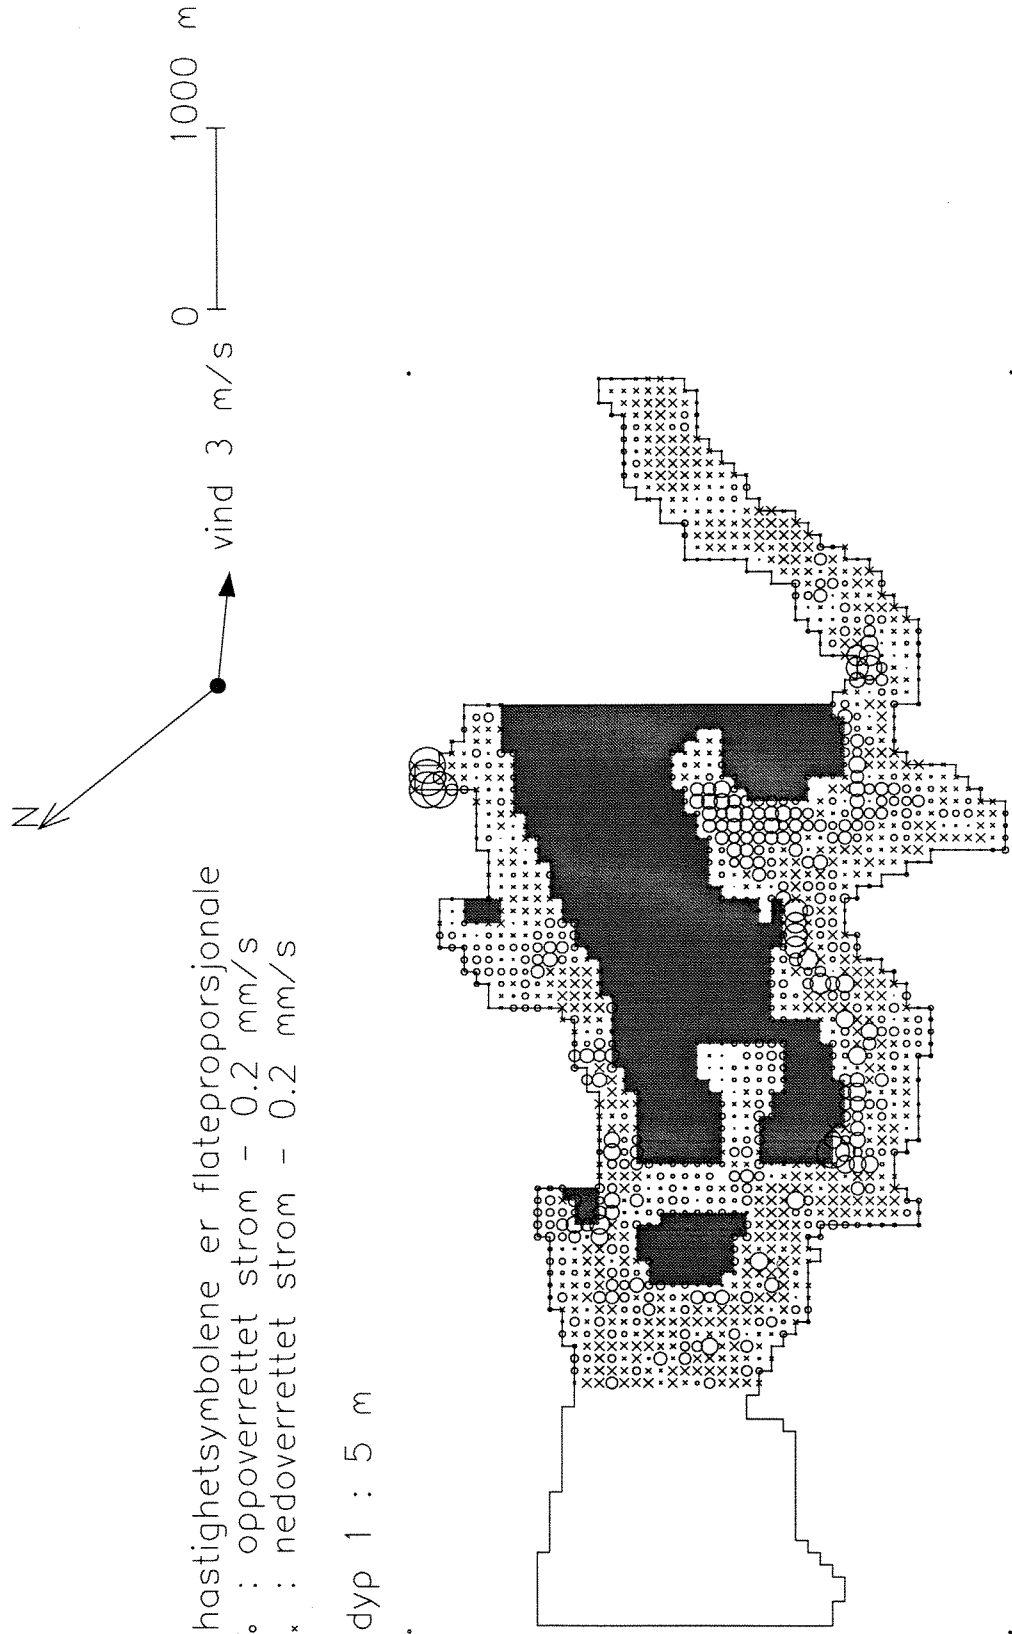 hastighetsymbolene er flateproporsjonale
o : oppoverrettet strom - 0.2 mm/s
x : nedoverrettet strom - 0.2 mm/s
dyp 1 : 5 m
N
vind 3 m/s
0 1000 m